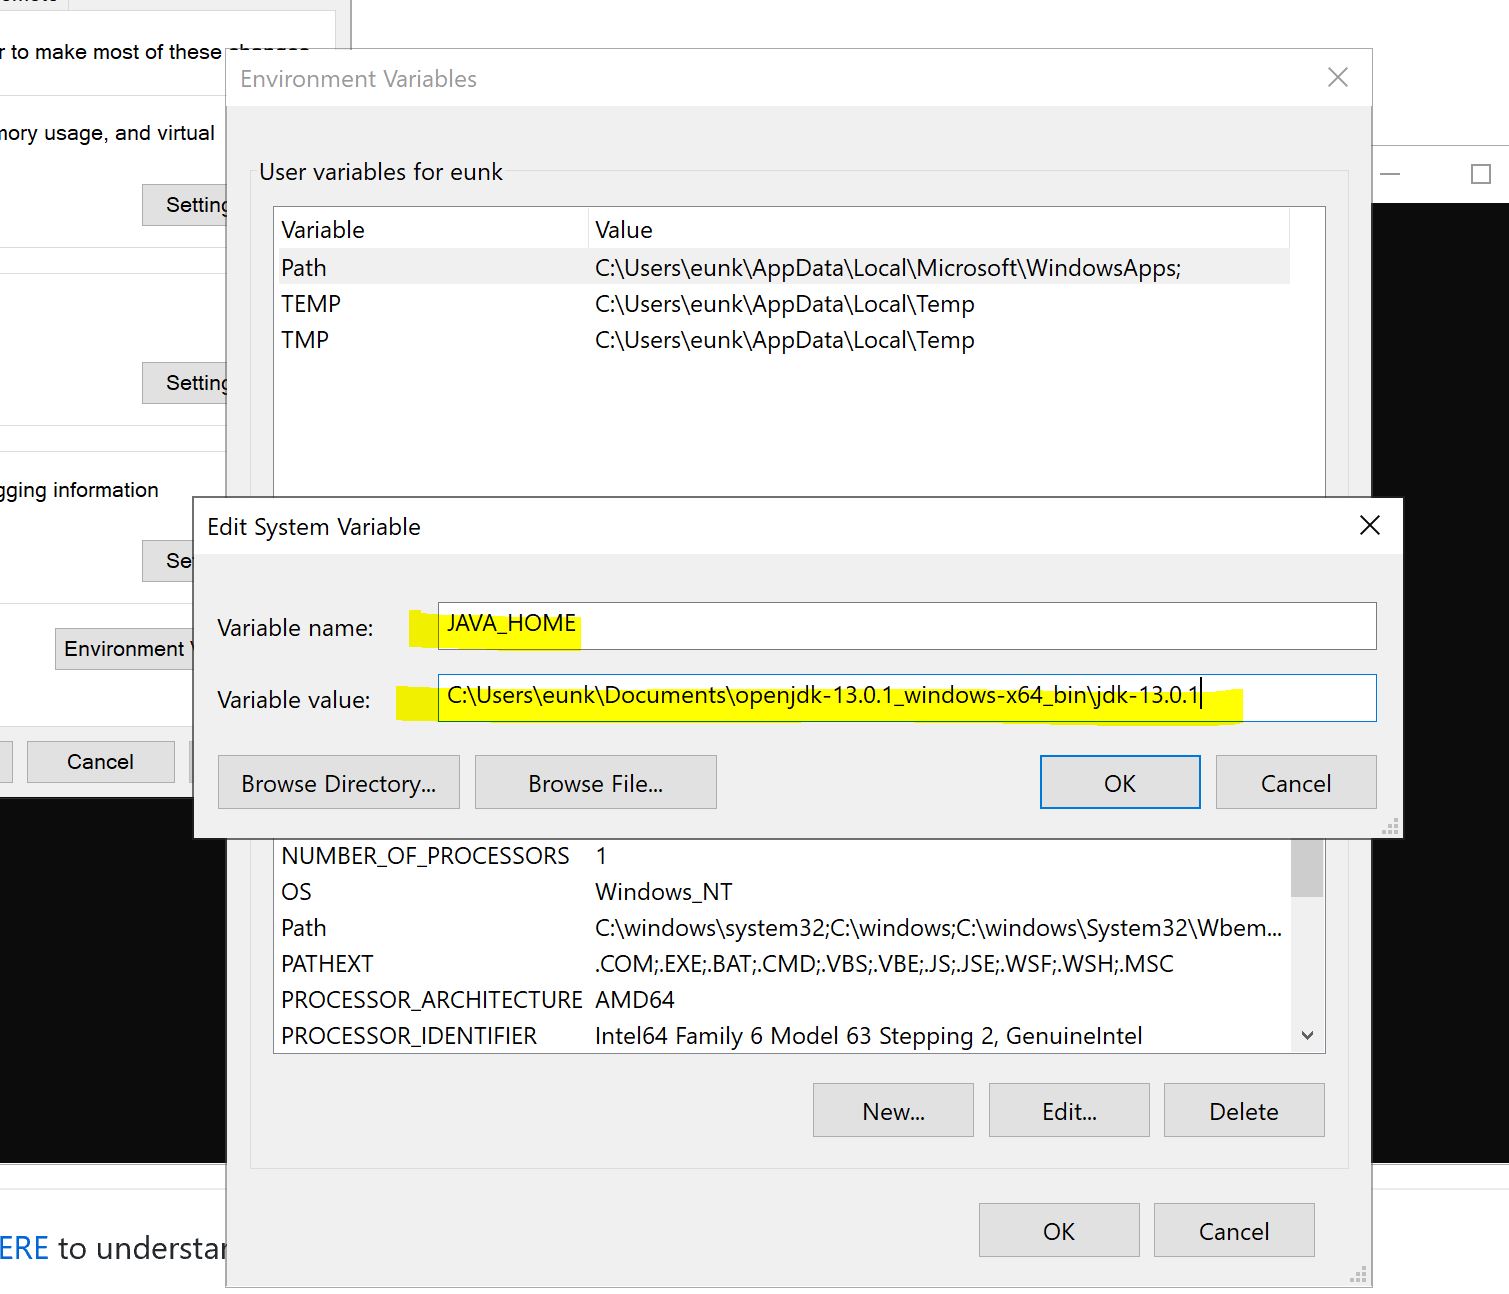 r to make most of these changes.
Environment Variables
mory usage, and virtual
User variables for eunk
Setting
Variable Value
Path C:\Users\eunk\AppData\Local\Microsoft\WindowsApps;
TEMP C:\Users\eunk\AppData\Local\Temp
TMP C:\Users\eunk\AppData\Local\Temp
Setting
gging information
Edit System Variable
Se
Variable name: JAVA_HOME
Environment V
Variable value: C:\Users\eunk\Documents\openjdk-13.0.1_windows-x64_bin\jdk-13.0.1
Cancel
Browse Directory... Browse File... OK Cancel
NUMBER_OF_PROCESSORS 1
OS Windows_NT
Path C:\windows\system32;C:\windows;C:\windows\System32\Wbem...
PATHEXT .COM;.EXE;.BAT;.CMD;.VBS;.VBE;.JS;.JSE;.WSF;.WSH;.MSC
PROCESSOR_ARCHITECTURE AMD64
PROCESSOR_IDENTIFIER Intel64 Family 6 Model 63 Stepping 2, GenuineIntel
New... Edit... Delete
OK Cancel
ERE to understan